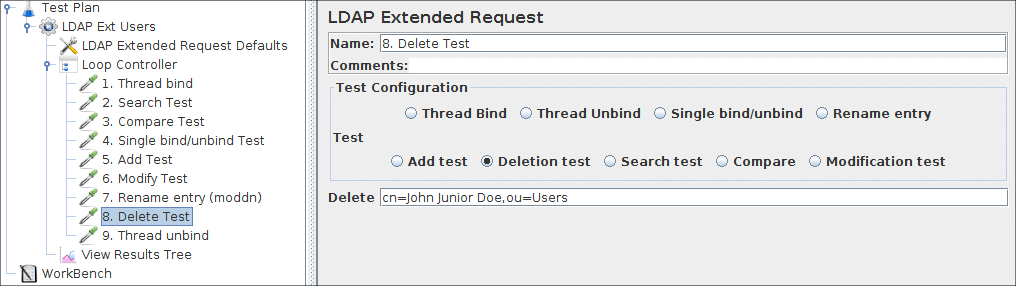 Test Plan
LDAP Ext Users
LDAP Extended Request Defaults
Loop Controller
1. Thread bind
2. Search Test
3. Compare Test
4. Single bind/unbind Test
5. Add Test
6. Modify Test
7. Rename entry (moddn)
8. Delete Test
9. Thread unbind
View Results Tree
WorkBench
LDAP Extended Request
Name: 8. Delete Test
Comments:
Test Configuration
Thread Bind Thread Unbind Single bind/unbind Rename entry
Test
Add test Deletion test Search test Compare Modification test
Delete cn=John Junior Doe,ou=Users